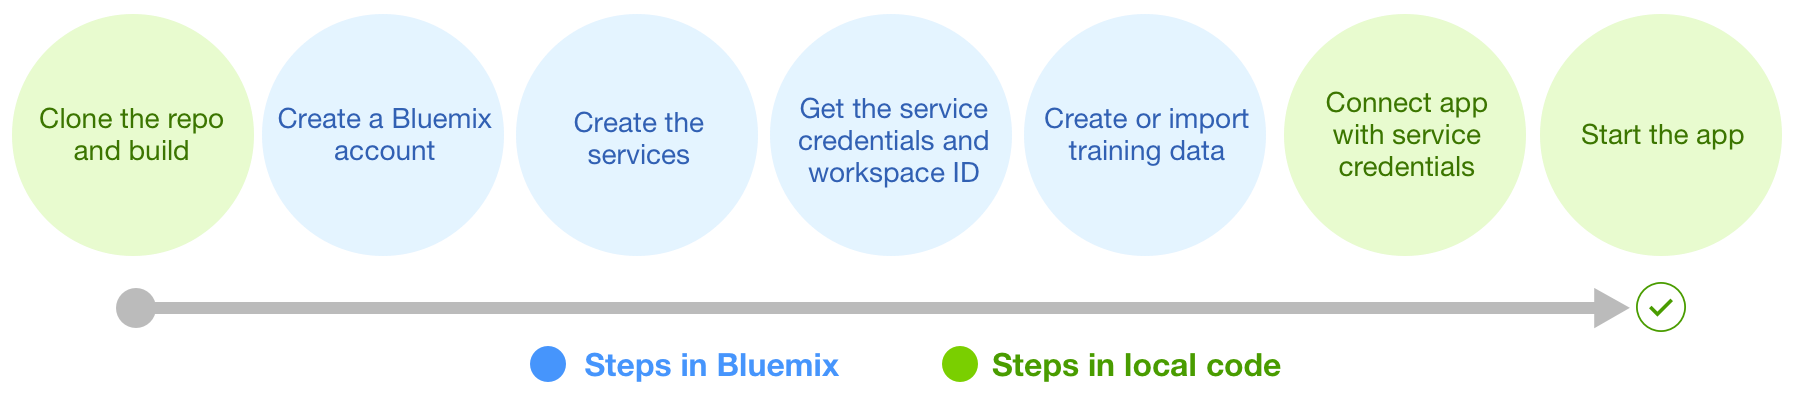 Clone the repo
and build
Create a Bluemix
account
Create the
services
Get the service
credentials and
workspace ID
Create or import
training data
Connect app
with service
credentials
Start the app
Steps in Bluemix
Steps in local code